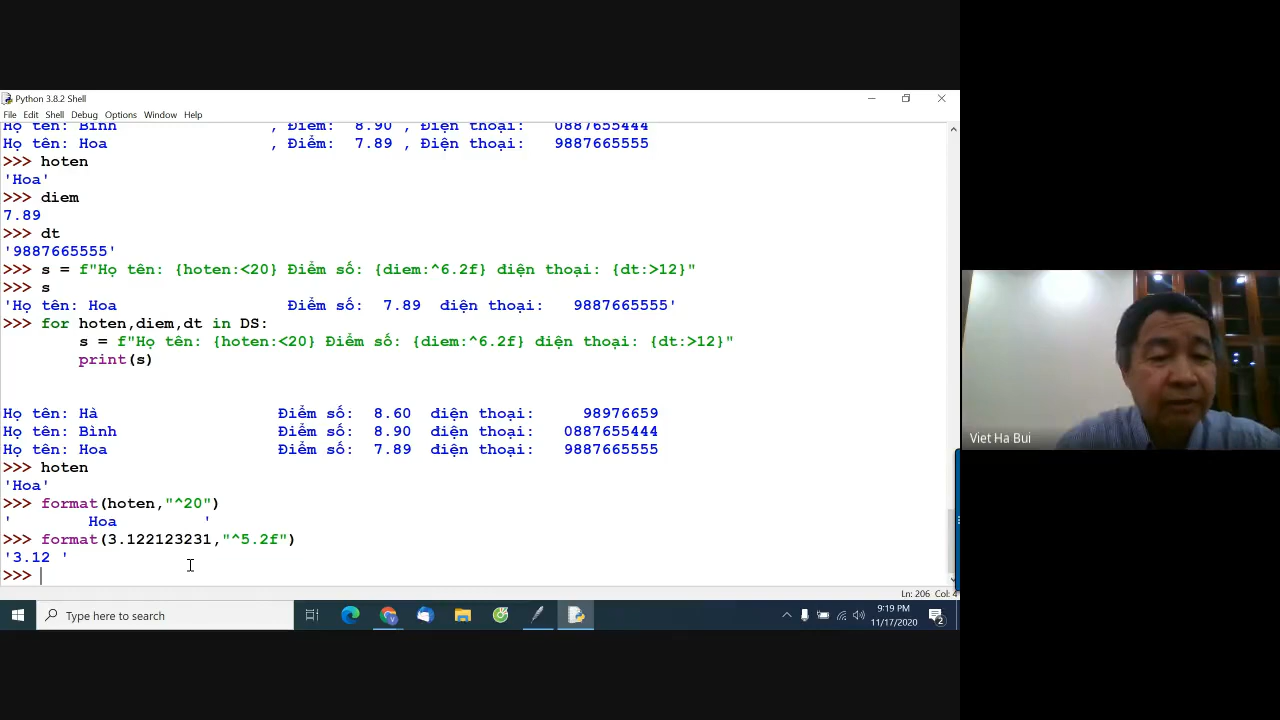 Python 3.8.2 Shell
File Edit Shell Debug Options Window Help
Họ tên: Bình , Điểm: 8.90 , Điện thoại: 0887655444
Họ tên: Hoa , Điểm: 7.89 , Điện thoại: 9887665555
>>> hoten
'Hoa'
>>> diem
7.89
>>> dt
'9887665555'
>>> s = f"Họ tên: {hoten:<20} Điểm số: {diem:^6.2f} điện thoại: {dt:>12}"
>>> s
'Họ tên: Hoa                  Điểm số:  7.89  điện thoại:   9887665555'
>>> for hoten,diem,dt in DS:
        s = f"Họ tên: {hoten:<20} Điểm số: {diem:^6.2f} điện thoại: {dt:>12}"
        print(s)
Họ tên: Hà                   Điểm số:  8.60  điện thoại:     98976659
Họ tên: Bình                 Điểm số:  8.90  điện thoại:   0887655444
Họ tên: Hoa                  Điểm số:  7.89  điện thoại:   9887665555
>>> hoten
'Hoa'
>>> format(hoten,"^20")
'        Hoa         '
>>> format(3.122123231,"^5.2f")
'3.12 '
>>>
Viet Ha Bui
Ln: 206 Col: 4
Type here to search
9:19 PM
11/17/2020
2